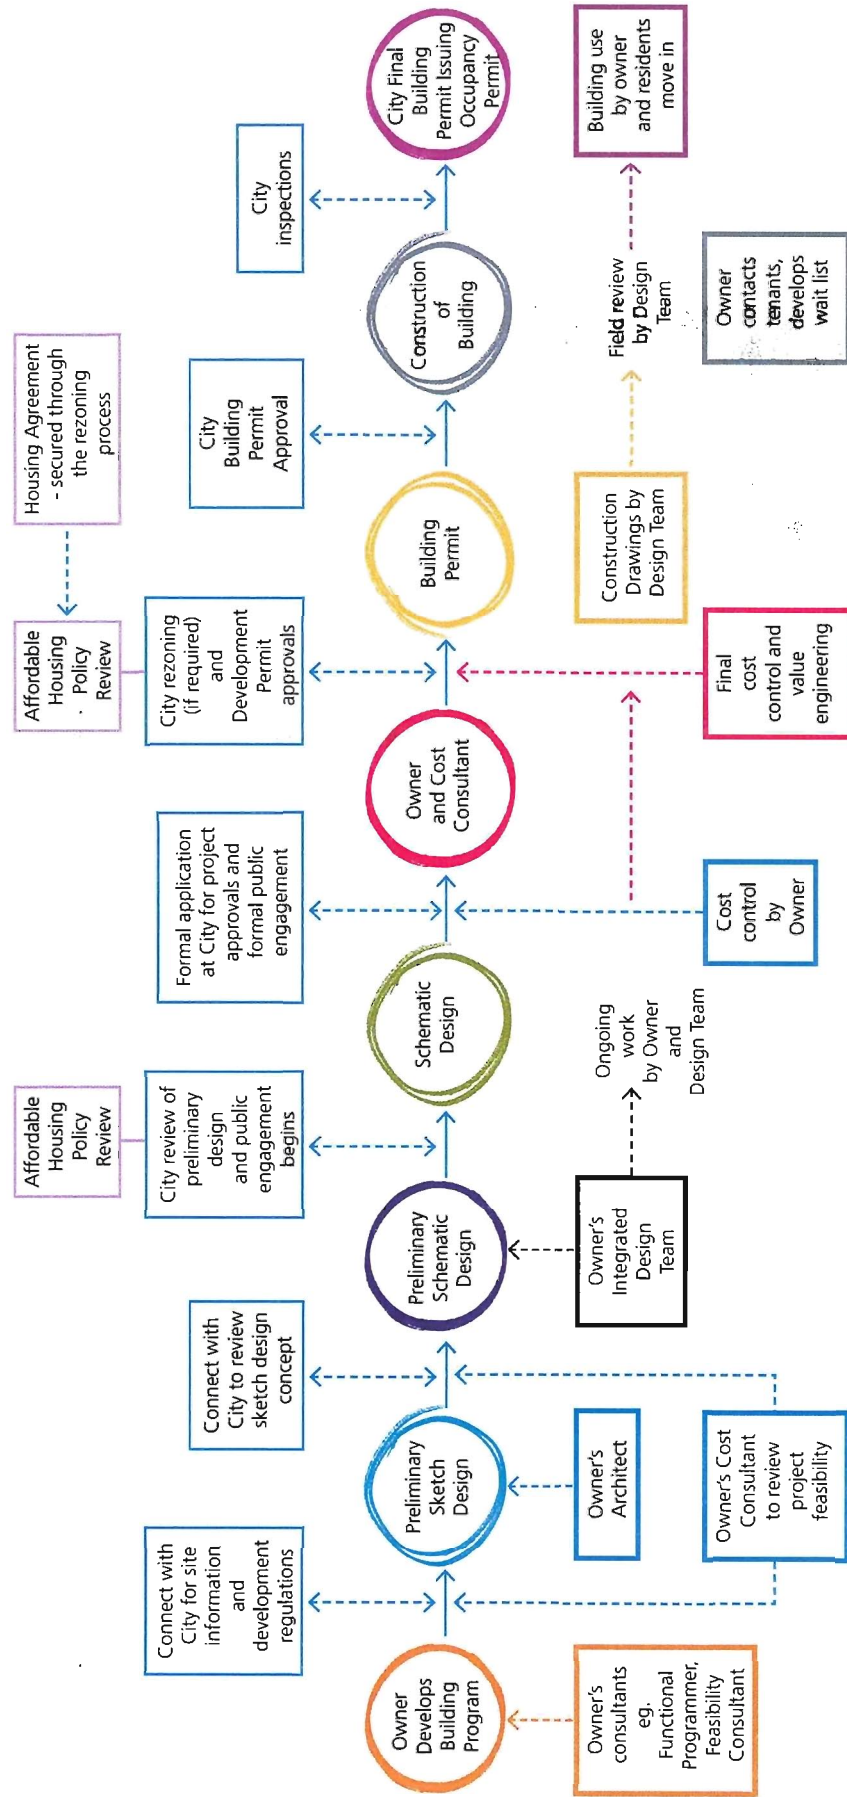 Housing Agreement
- secured through
the rezoning
process
Affordable
Housing
Policy
Review
Affordable
Housing
Policy
Review
Connect with
City for site
information
and
development
regulations
Connect with
City to review
sketch design
concept
City review of
preliminary
design
and public
engagement
begins
Formal application
at City for project
approvals and
formal public
engagement
City rezoning
(if required)
and
Development
Permit
approvals
City
Building
Permit
Approval
City
inspections
Owner
Develops
Building
Program
Preliminary
Sketch
Design
Preliminary
Schematic
Design
Schematic
Design
Owner
and Cost
Consultant
Building
Permit
Construction
of
Building
City Final
Building
Permit Issuing
Occupancy
Permit
Owner's
consultants
eg.
Functional
Programmer,
Feasibility
Consultant
Owner's
Architect
Owner's
Integrated
Design
Team
Ongoing
work
by Owner
and
Design Team
Construction
Drawings by
Design Team
Field review
by Design
Team
Building use
by owner
and residents
move in
Owner's Cost
Consultant
to review
project
feasibility
Cost
control
by
Owner
Final
cost
control and
value
engineering
Owner
contacts
tenants,
develops
wait list